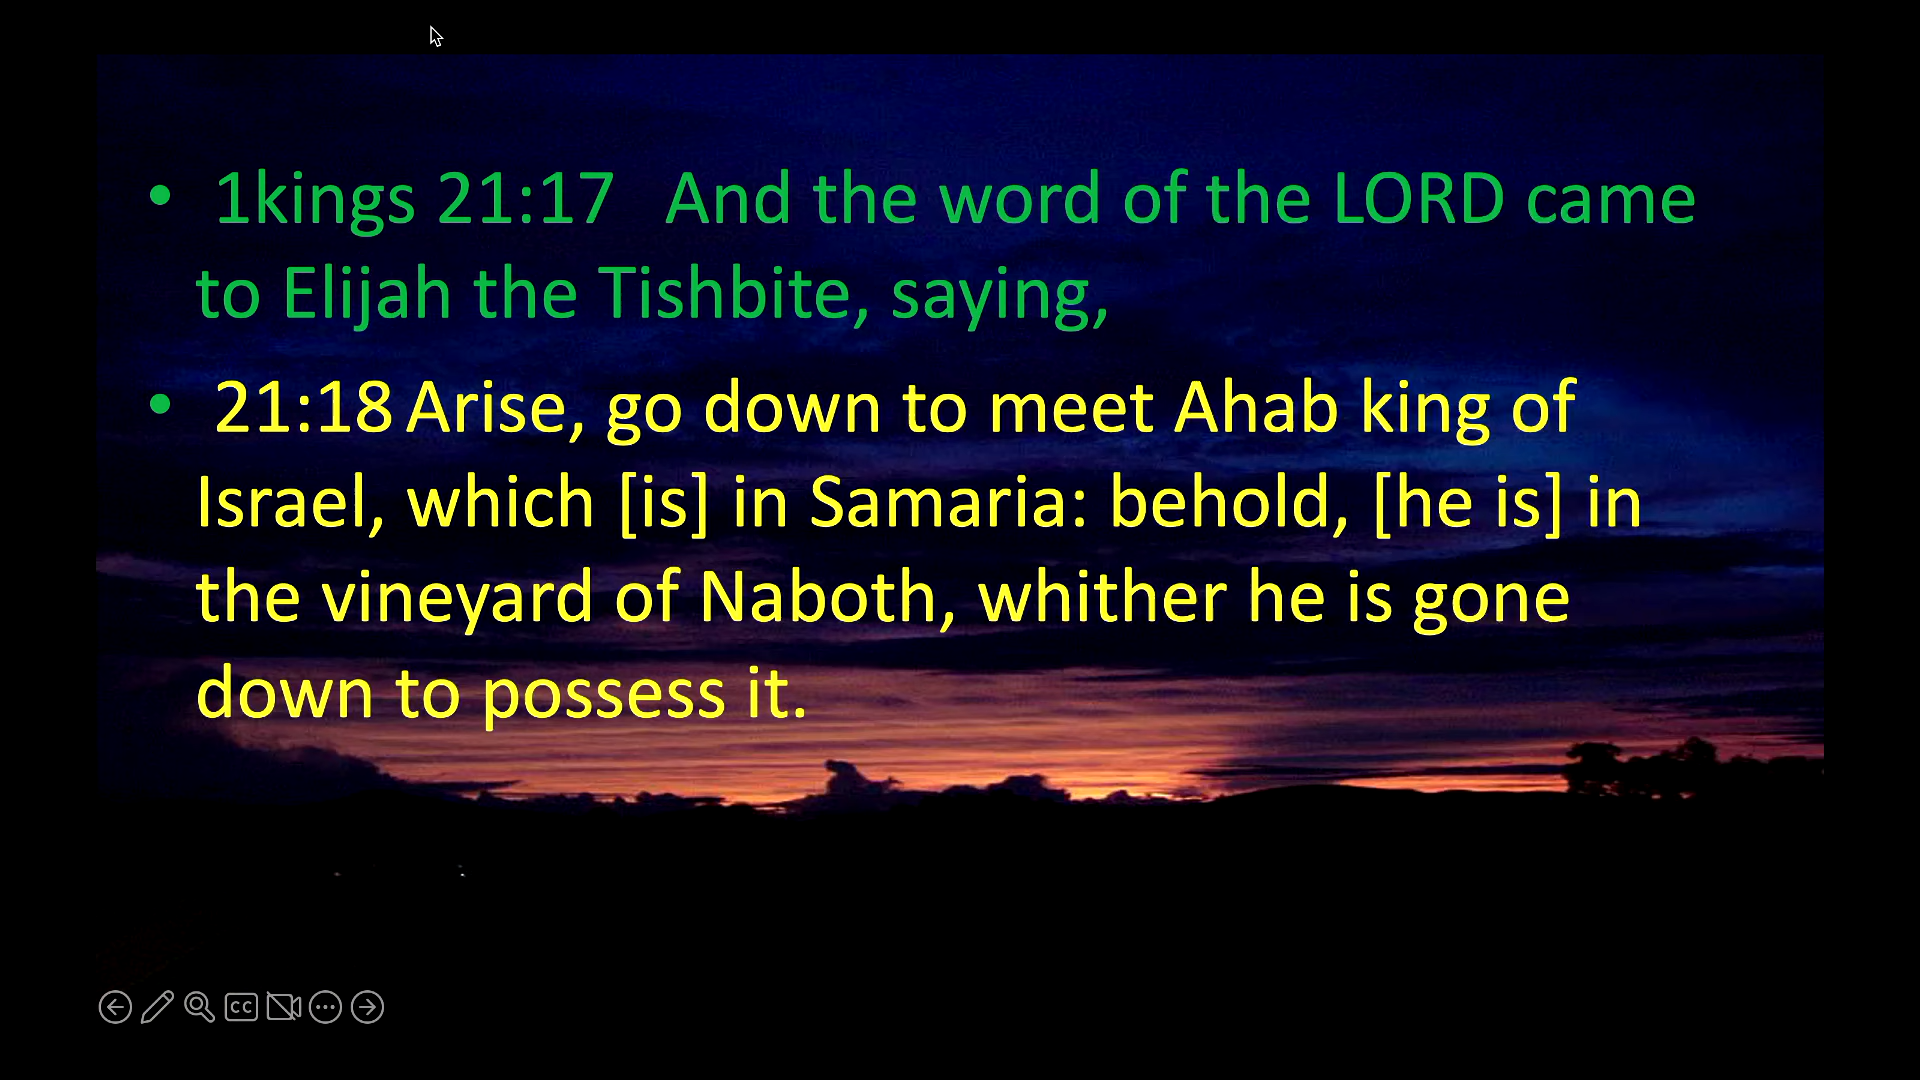 • 1kings 21:17 And the word of the LORD came
to Elijah the Tishbite, saying,
• 21:18 Arise, go down to meet Ahab king of
Israel, which [is] in Samaria: behold, [he is] in
the vineyard of Naboth, whither he is gone
down to possess it.
CC